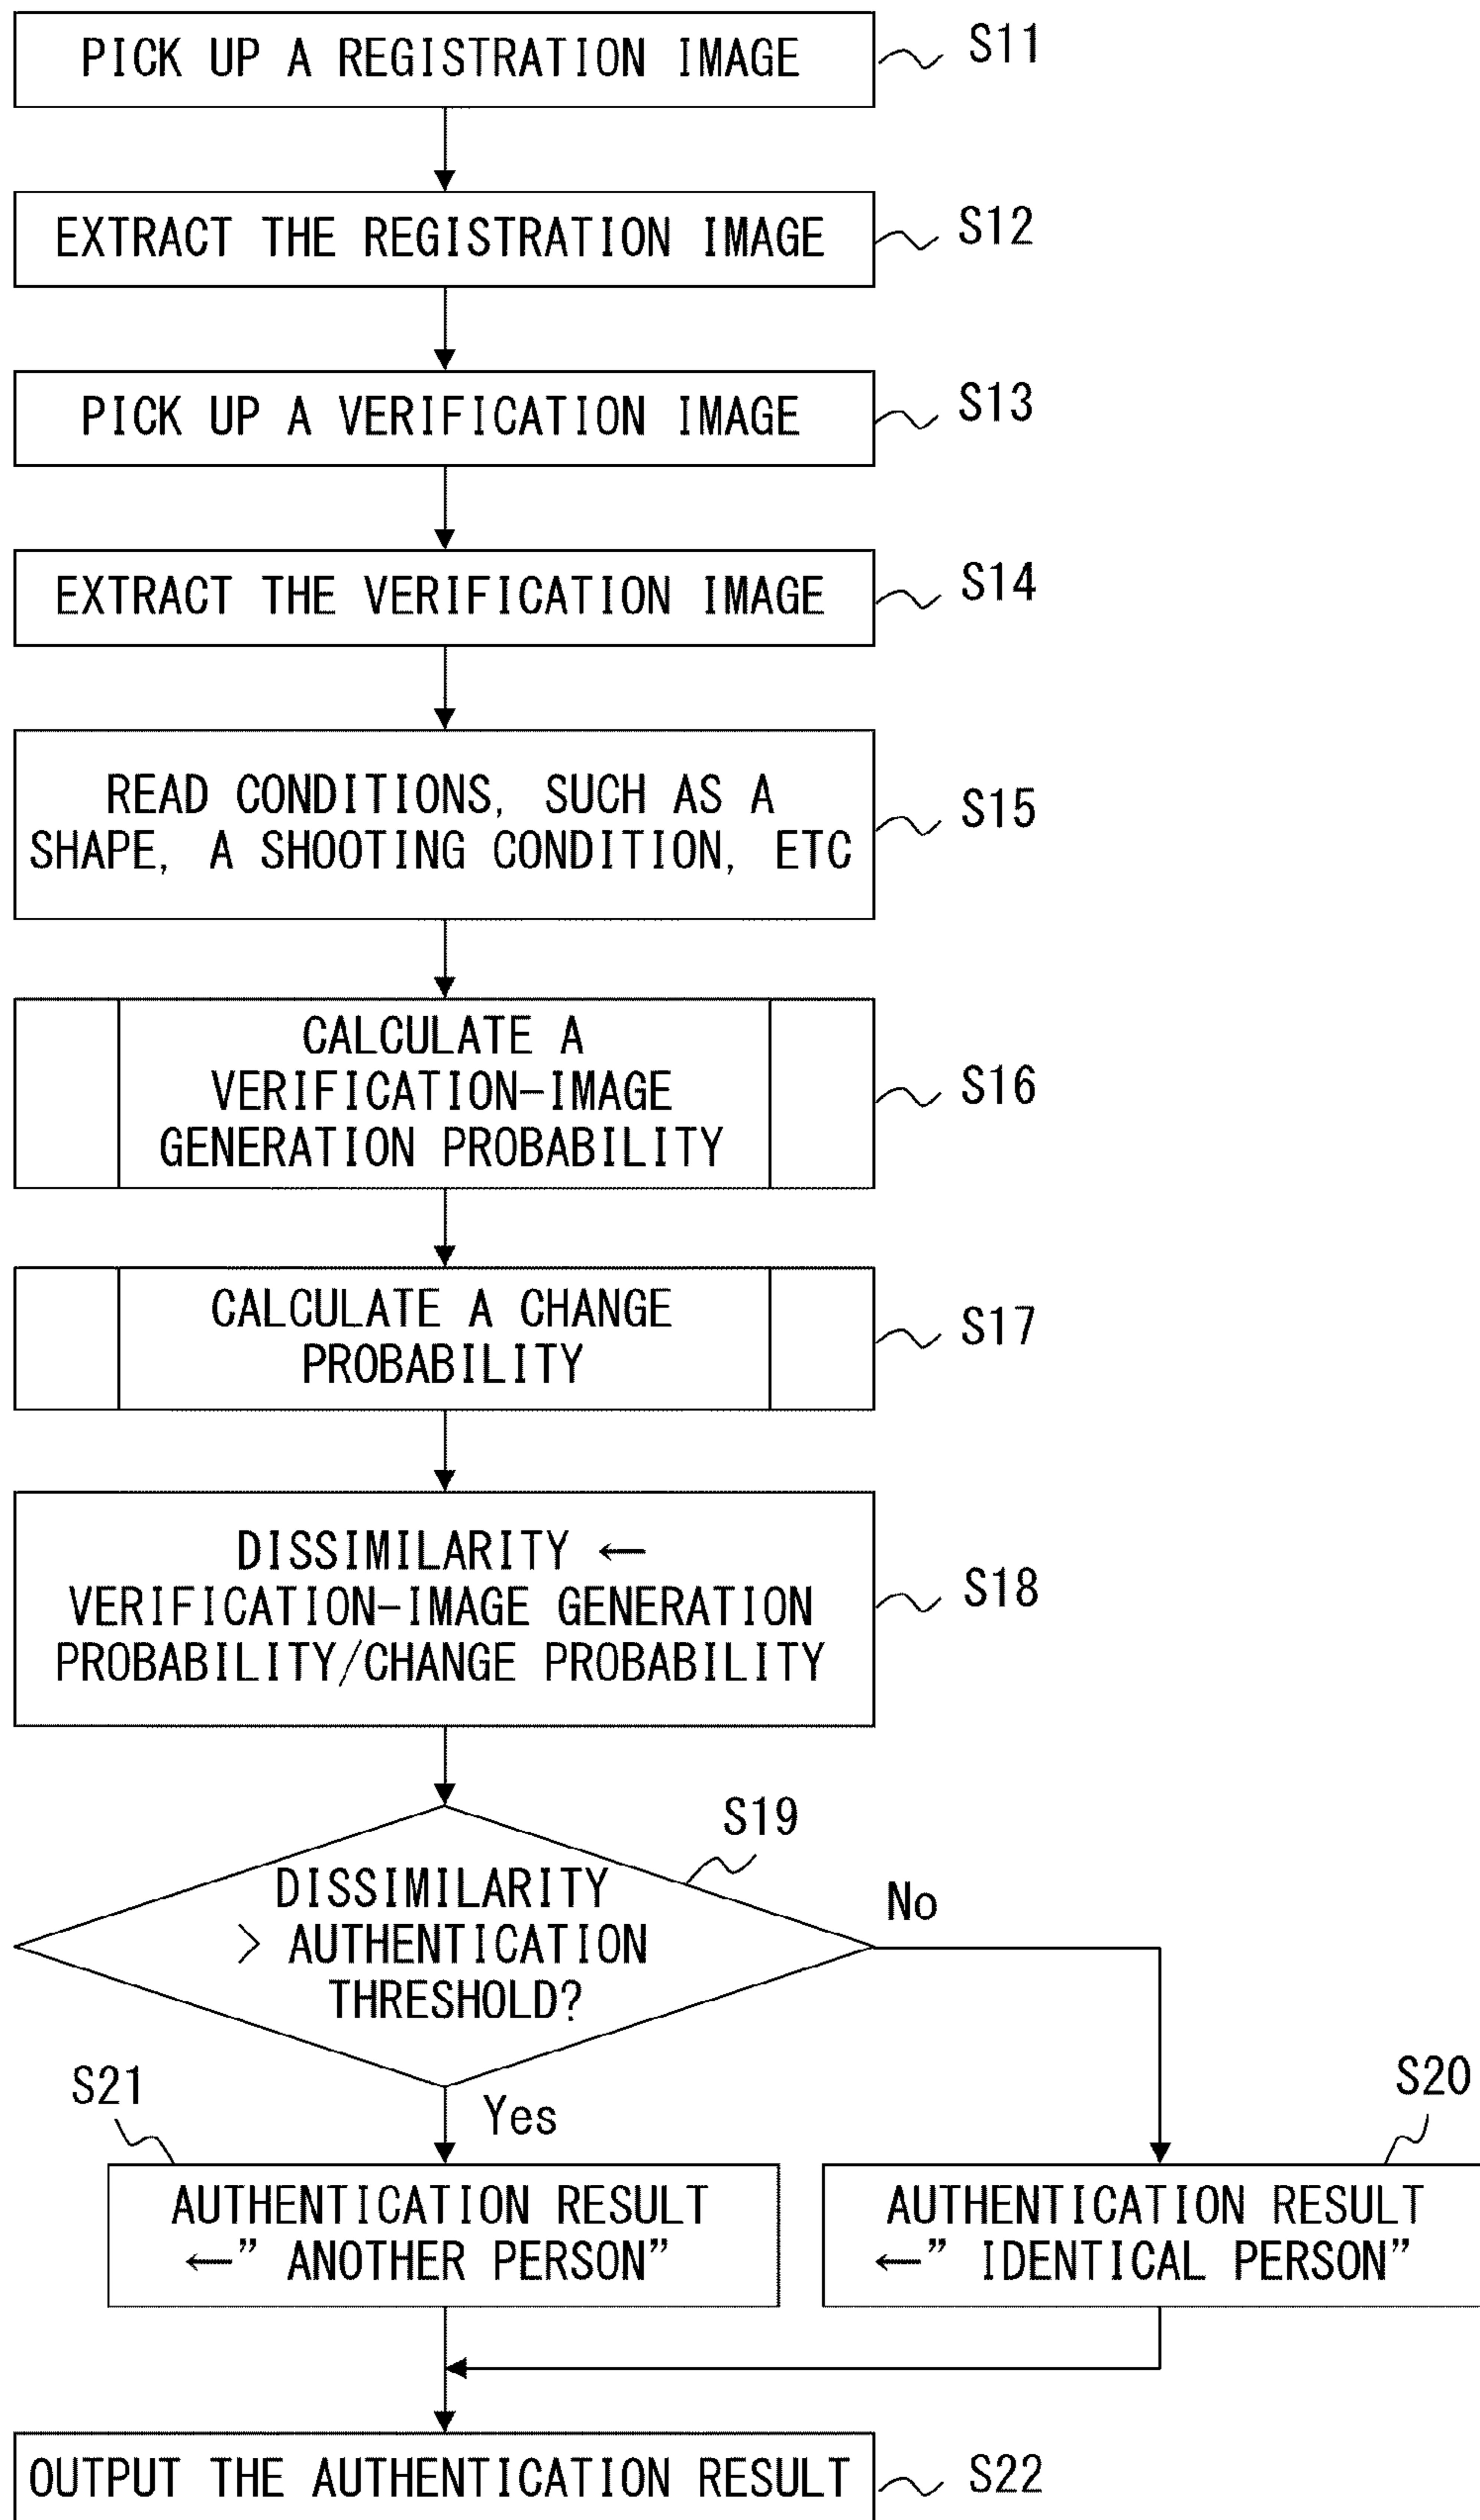 PICK UP A REGISTRATION IMAGE
S11
EXTRACT THE REGISTRATION IMAGE
S12
PICK UP A VERIFICATION IMAGE
S13
EXTRACT THE VERIFICATION IMAGE
S14
READ CONDITIONS, SUCH AS A
SHAPE, A SHOOTING CONDITION, ETC
S15
CALCULATE A
VERIFICATION-IMAGE
GENERATION PROBABILITY
S16
CALCULATE A CHANGE
PROBABILITY
S17
DISSIMILARITY ←
VERIFICATION-IMAGE GENERATION
PROBABILITY/CHANGE PROBABILITY
S18
S19
DISSIMILARITY
> AUTHENTICATION
THRESHOLD?
No
Yes
S21
AUTHENTICATION RESULT
←” ANOTHER PERSON”
S20
AUTHENTICATION RESULT
←” IDENTICAL PERSON”
OUTPUT THE AUTHENTICATION RESULT
S22